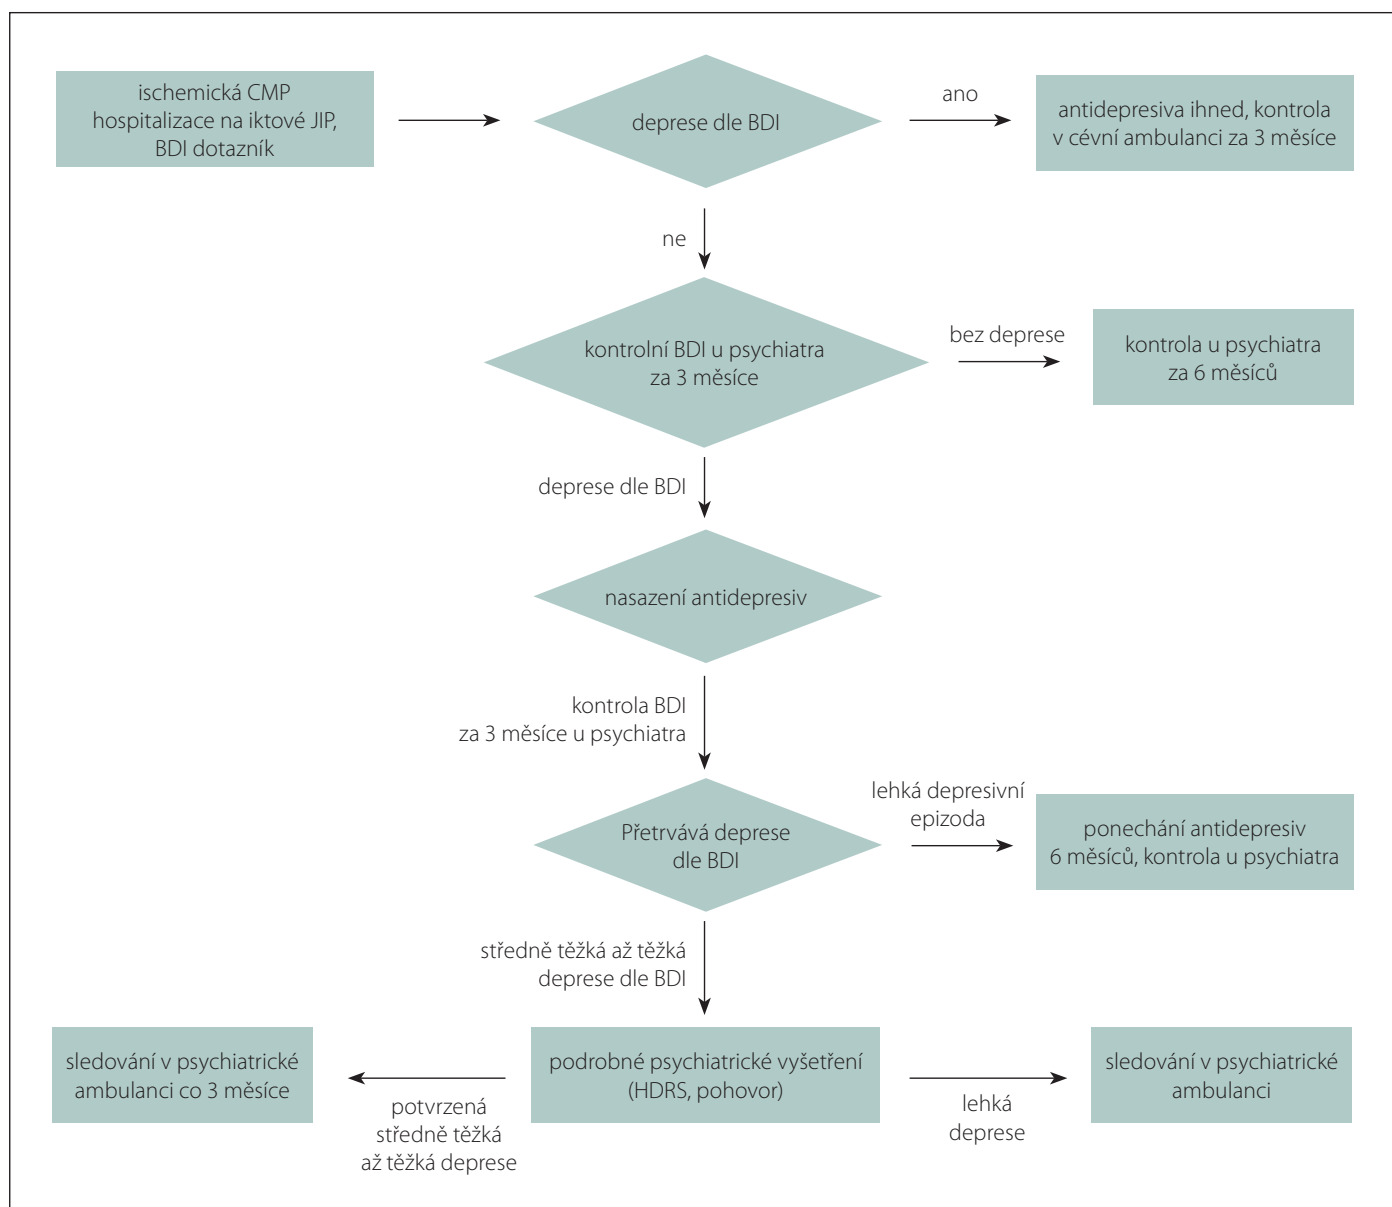 ischemická CMP
hospitalizace na iktové JIP,
BDI dotazník
deprese dle BDI
ano
antidepresiva ihned, kontrola
v cévní ambulanci za 3 měsíce
ne
kontrolní BDI u psychiatra
za 3 měsíce
bez deprese
kontrola u psychiatra
za 6 měsíců
deprese dle BDI
nasazení antidepresiv
kontrola BDI
za 3 měsíce u psychiatra
Přetrvává deprese
dle BDI
lehká depresivní
epizoda
ponechání antidepresiv
6 měsíců, kontrola u psychiatra
středně těžká až těžká
deprese dle BDI
sledování v psychiatrické
ambulanci co 3 měsíce
potvrzená
středně těžká
až těžká deprese
podrobné psychiatrické vyšetření
(HDRS, pohovor)
lehká
deprese
sledování v psychiatrické
ambulanci